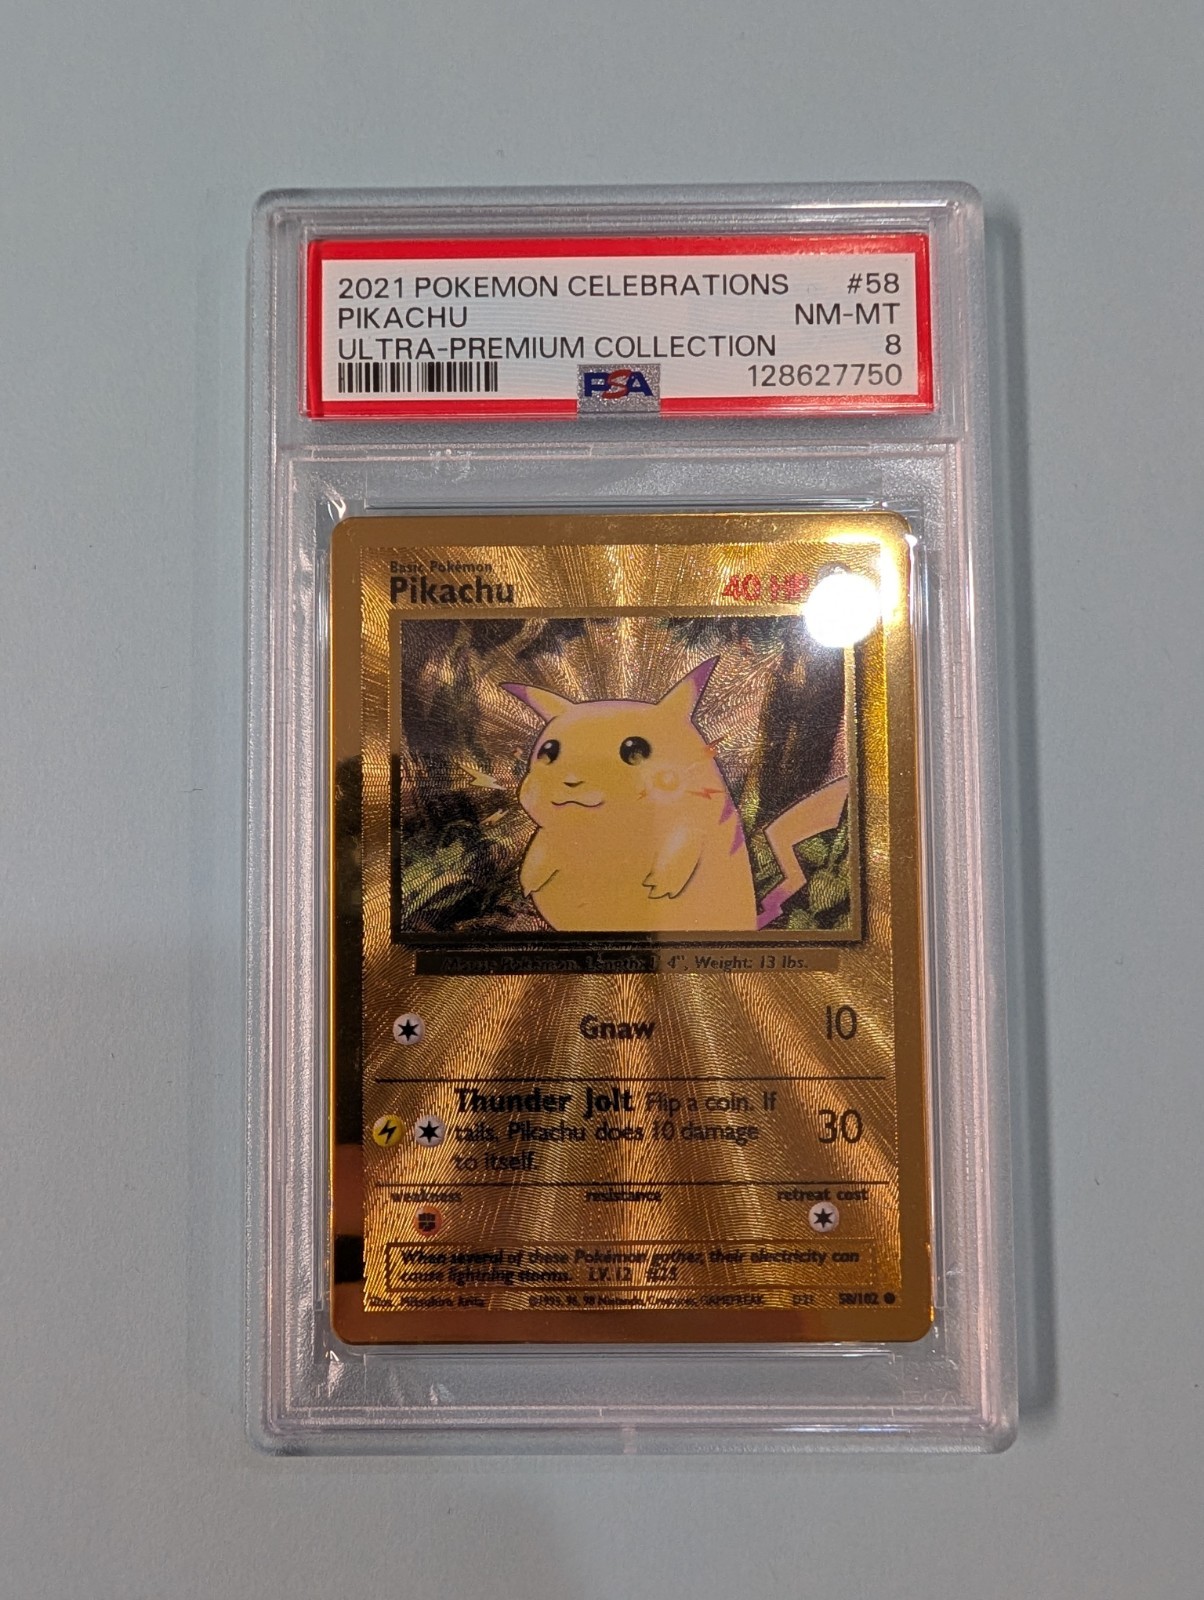 2021 POKEMON CELEBRATIONS #58
PIKACHU NM-MT
ULTRA-PREMIUM COLLECTION 8
PSA 128627750
Basic Pokémon
Pikachu 40 HP
Length: 4", Weight: 13 lbs.
Gnaw 10
Thunder Jolt Flip a coin. If
tails, Pikachu does 10 damage
to itself.
30
weakness resistance retreat cost
When several of these Pokémon gather, their electricity can
cause lightning storms. LV. 12 #25
58/102